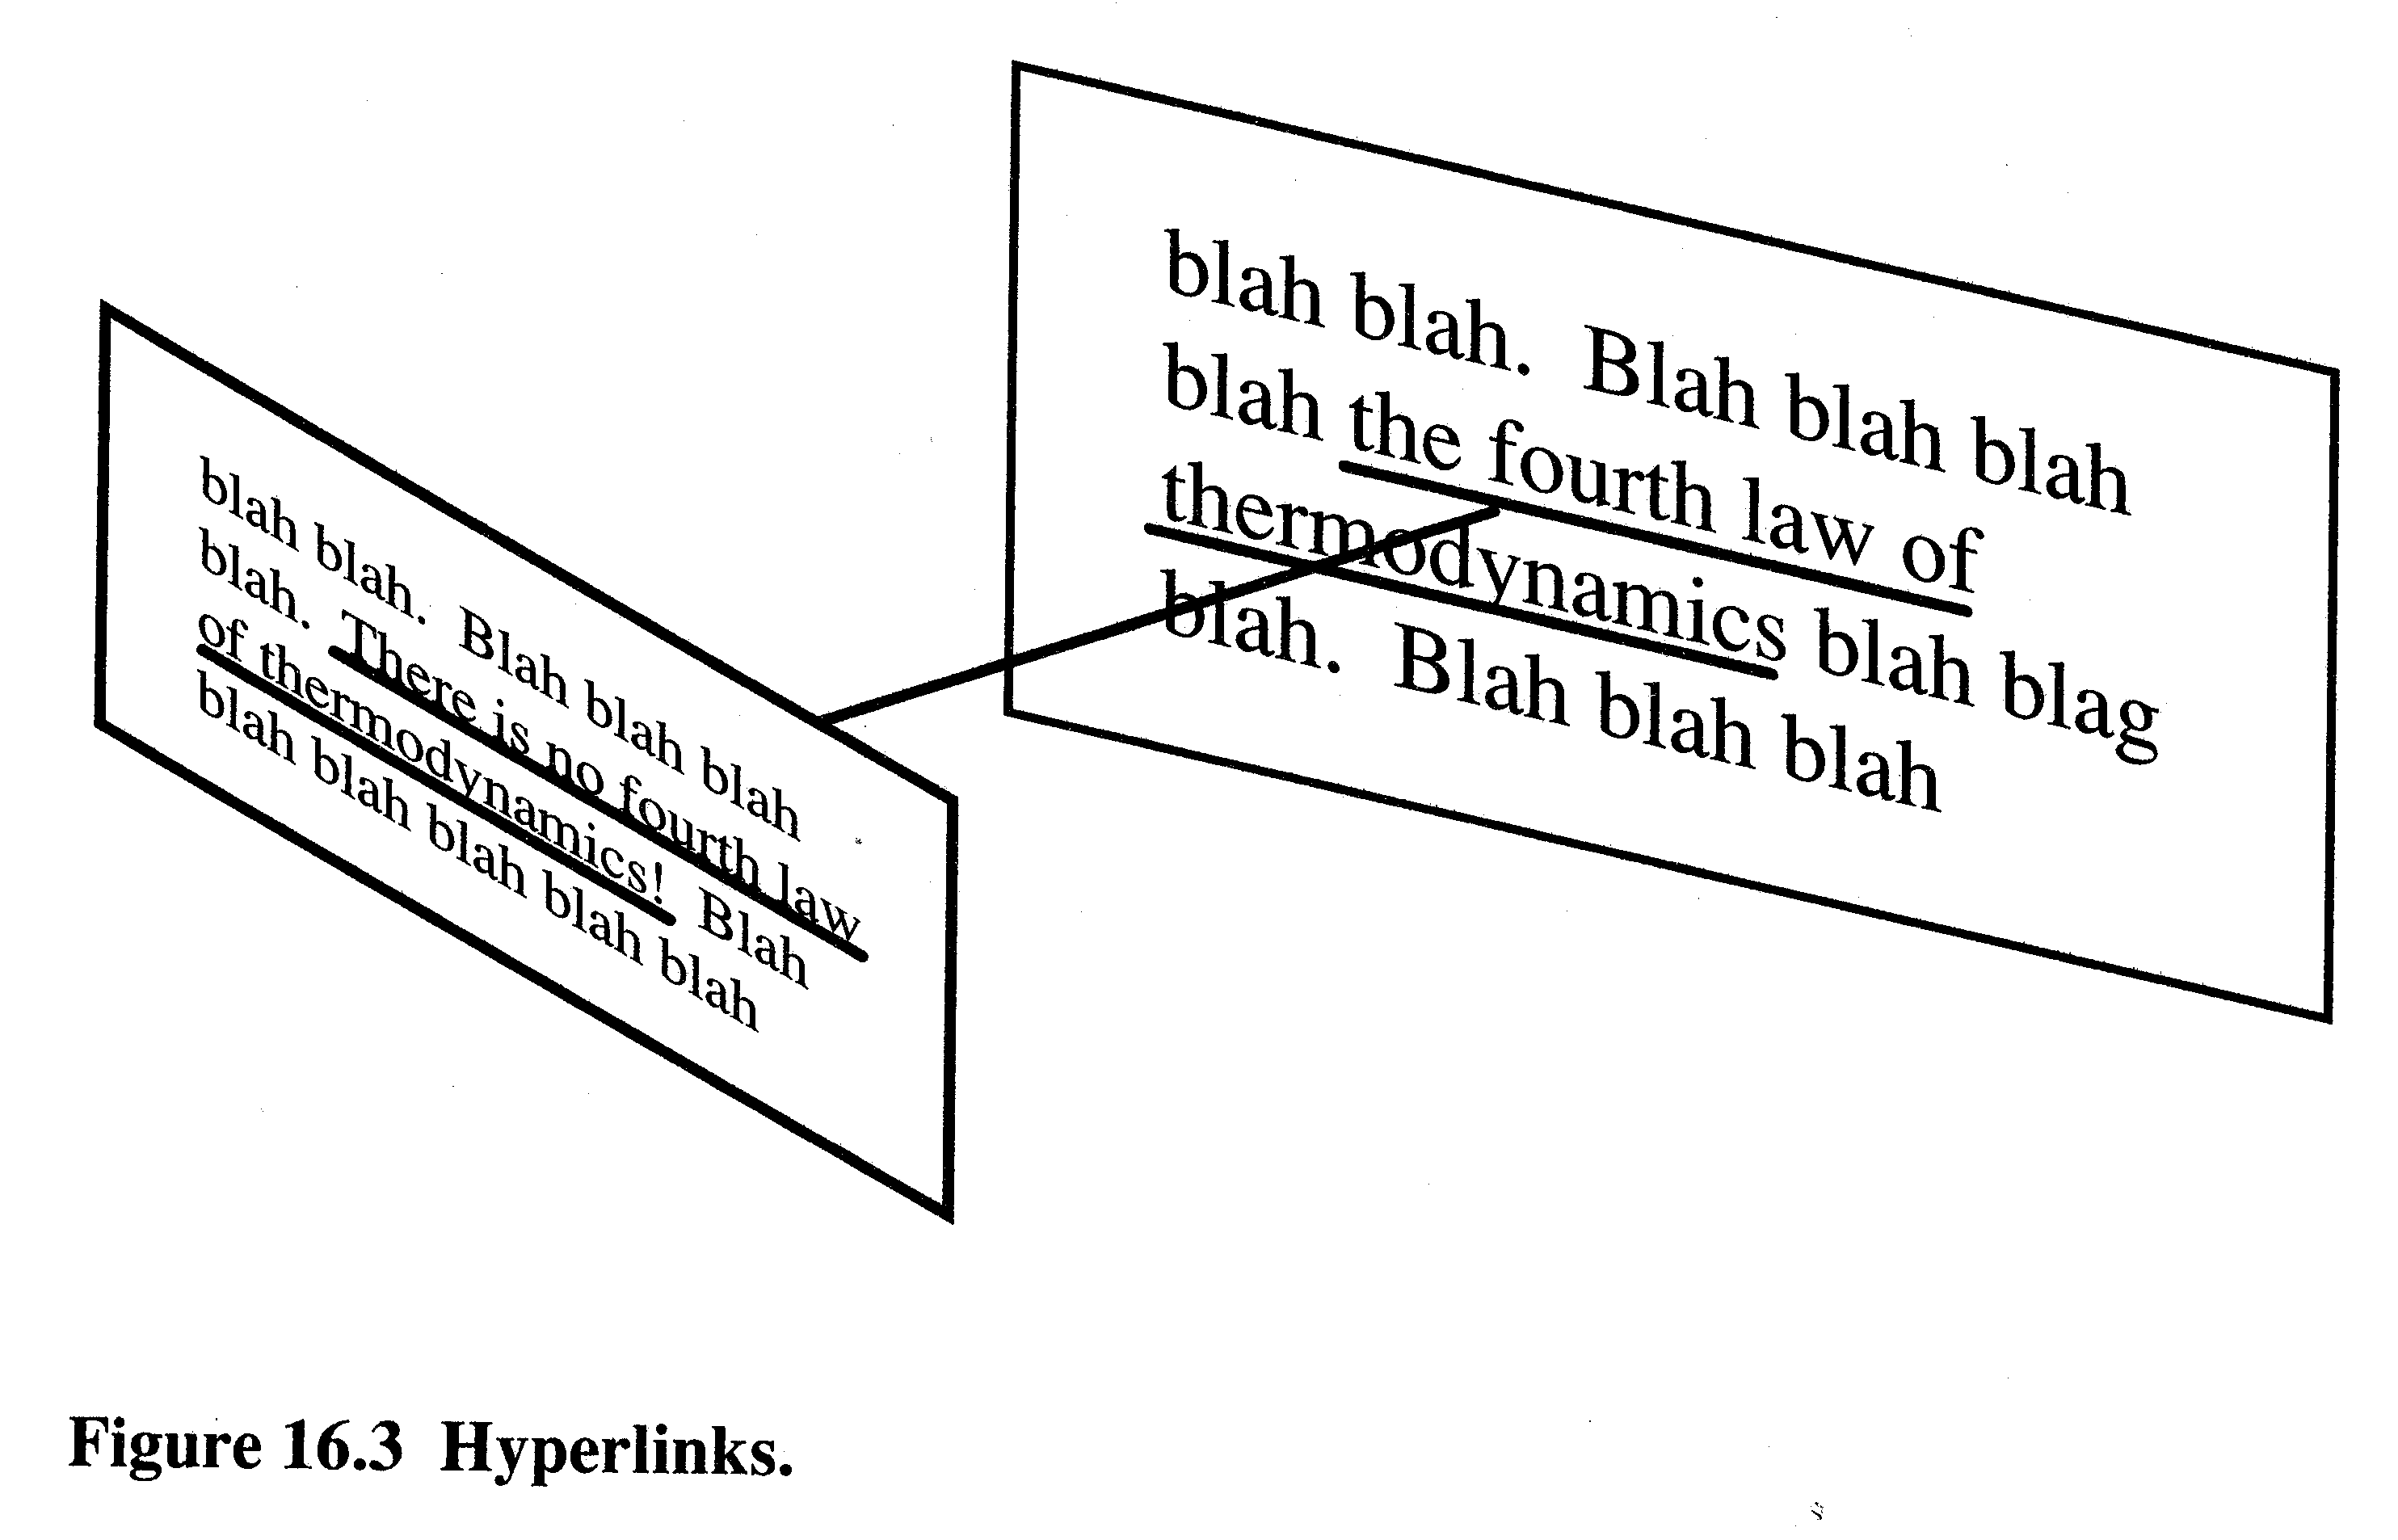 blah blah.  Blah blah blah
blah.  There is no fourth law
of thermodynamics!  Blah
blah blah blah blah blah
blah blah.  Blah blah blah
blah the fourth law of
thermodynamics blah blag
blah.  Blah blah blah
Figure 16.3  Hyperlinks.